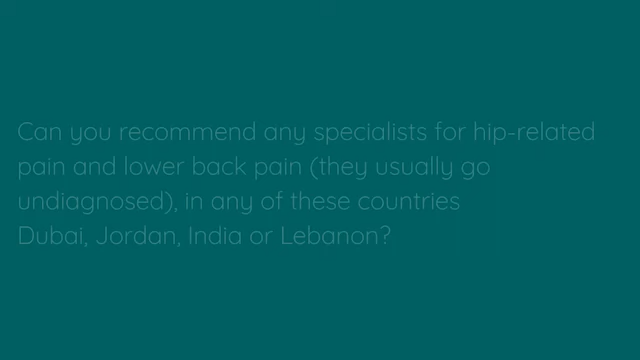 Can you recommend any specialists for hip-related
pain and lower back pain (they usually go
undiagnosed), in any of these countries
Dubai, Jordan, India or Lebanon?